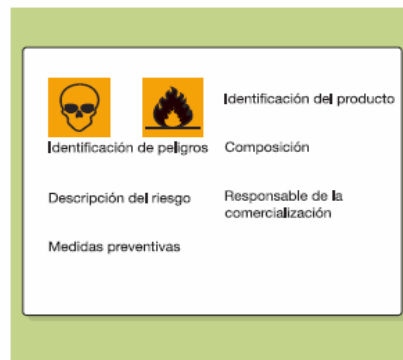 Identificación de peligros
Descripción del riesgo
Medidas preventivas
Identificación del producto
Composición
Responsable de la
comercialización